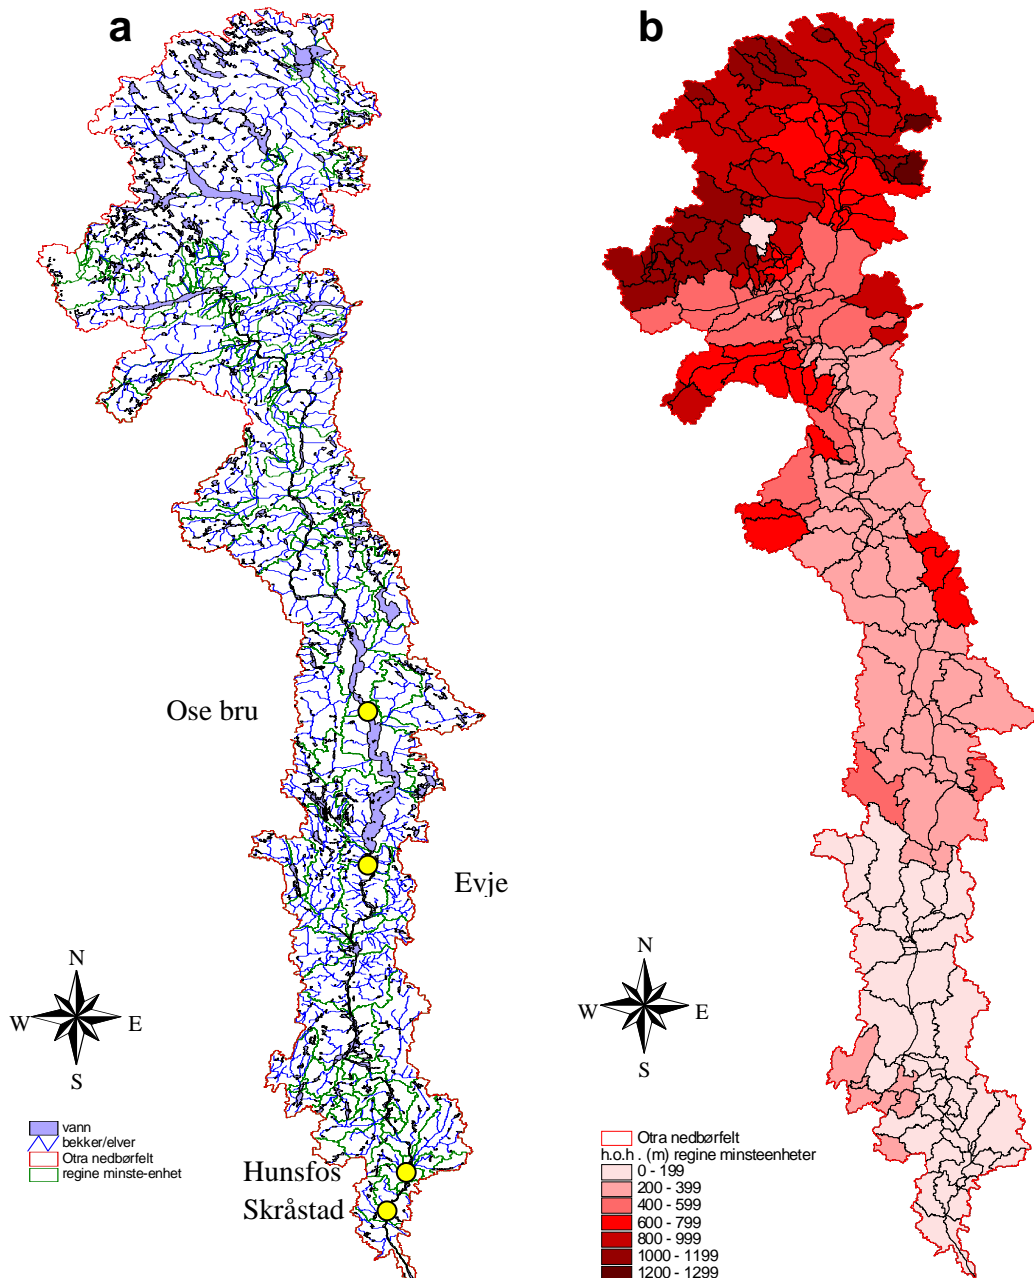 a
b
Ose bru
Evje
N
W E
S
N
W E
S
vann
bekker/elver
Otra nedbørfelt
regine minste-enhet
Hunsfos
Skråstad
Otra nedbørfelt
h.o.h . (m) regine minsteenheter
0 - 199
200 - 399
400 - 599
600 - 799
800 - 999
1000 - 1199
1200 - 1299